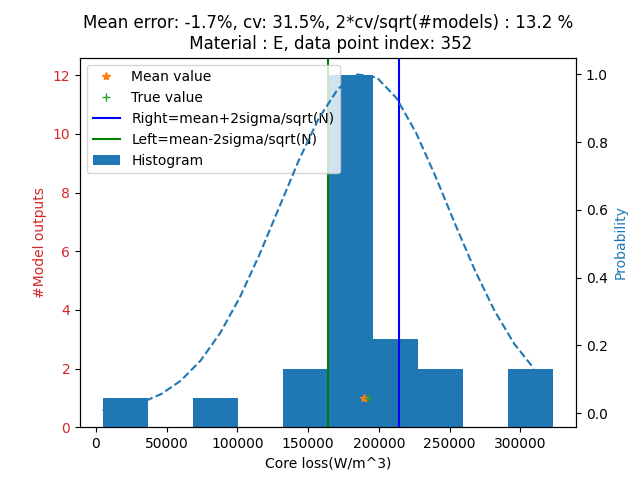 Mean error: -1.7%, cv: 31.5%, 2*cv/sqrt(#models) : 13.2 %
Material : E, data point index: 352
Mean value
True value
Right=mean+2sigma/sqrt(N)
Left=mean-2sigma/sqrt(N)
Histogram
12
10
8
6
4
2
0
#Model outputs
1.0
0.8
0.6
0.4
0.2
0.0
Probability
0 50000 100000 150000 200000 250000 300000
Core loss(W/m^3)